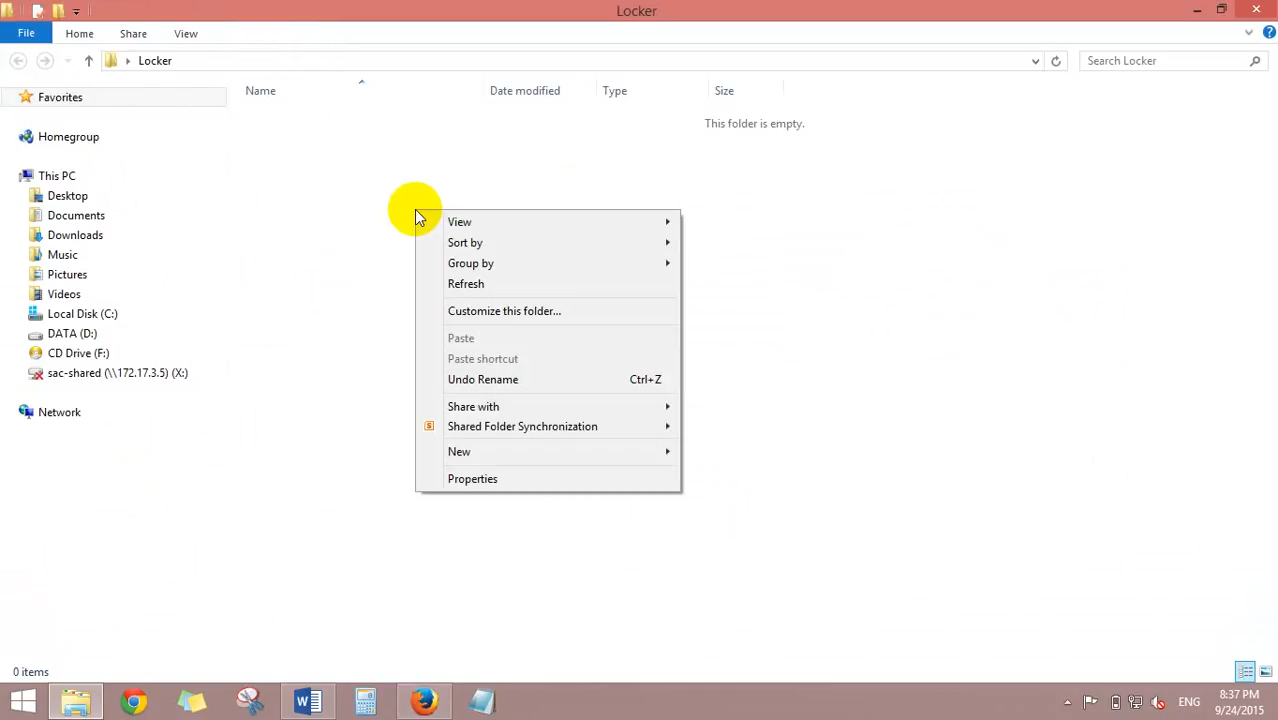 Locker
File
Home
Share
View
Locker
Search Locker
Favorites
Homegroup
This PC
Desktop
Documents
Downloads
Music
Pictures
Videos
Local Disk (C:)
DATA (D:)
CD Drive (F:)
sac-shared (\\172.17.3.5) (X:)
Network
Name
Date modified
Type
Size
This folder is empty.
View
Sort by
Group by
Refresh
Customize this folder...
Paste
Paste shortcut
Undo Rename Ctrl+Z
Share with
S Shared Folder Synchronization
New
Properties
0 items
W
ENG
8:37 PM
9/24/2015